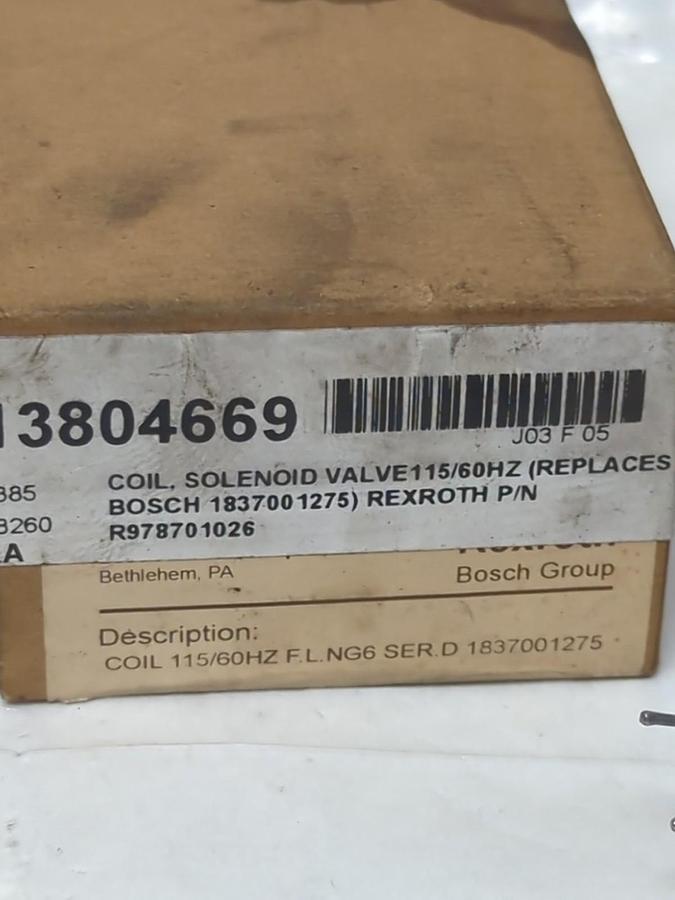 13804669
J03 F 05
385
3260
A
COIL, SOLENOID VALVE115/60HZ (REPLACES
BOSCH 1837001275) REXROTH P/N
R978701026
Bethlehem, PA
Bosch Group
Description:
COIL 115/60HZ F.L.NG6 SER.D 1837001275